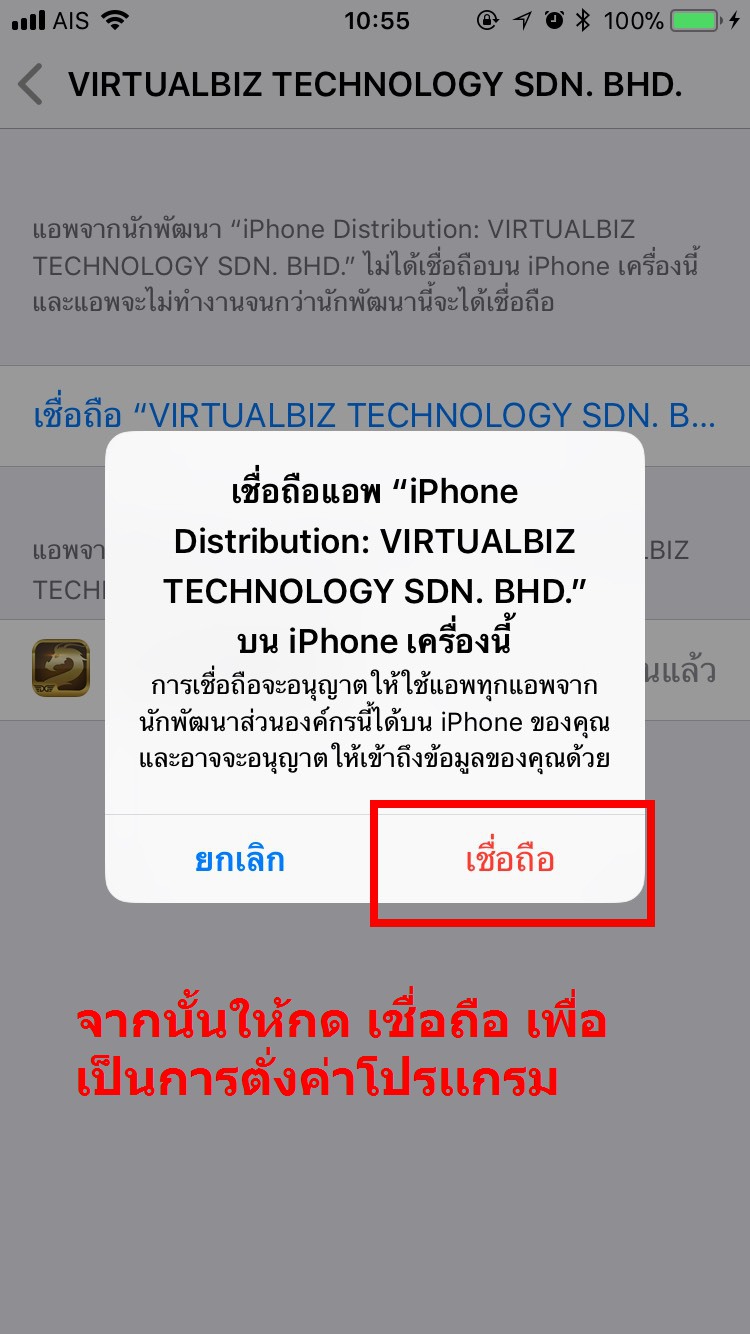 AIS 10:55 100%
VIRTUALBIZ TECHNOLOGY SDN. BHD.
แอพจากนักพัฒนา “iPhone Distribution: VIRTUALBIZ
TECHNOLOGY SDN. BHD.” ไม่ได้เชื่อถือบน iPhone เครื่องนี้
และแอพจะไม่ทำงานจนกว่านักพัฒนานี้จะได้เชื่อถือ
เชื่อถือ “VIRTUALBIZ TECHNOLOGY SDN. B...
เชื่อถือแอพ “iPhone
Distribution: VIRTUALBIZ
TECHNOLOGY SDN. BHD.”
บน iPhone เครื่องนี้
การเชื่อถือจะอนุญาตให้ใช้แอพทุกแอพจาก
นักพัฒนาส่วนองค์กรนี้ได้บน iPhone ของคุณ
และอาจจะอนุญาตให้เข้าถึงข้อมูลของคุณด้วย
แอพจา LBIZ
TECH
นแล้ว
ยกเลิก เชื่อถือ
จากนั้นให้กด เชื่อถือ เพื่อ
เป็นการตั่งค่าโปรแกรม